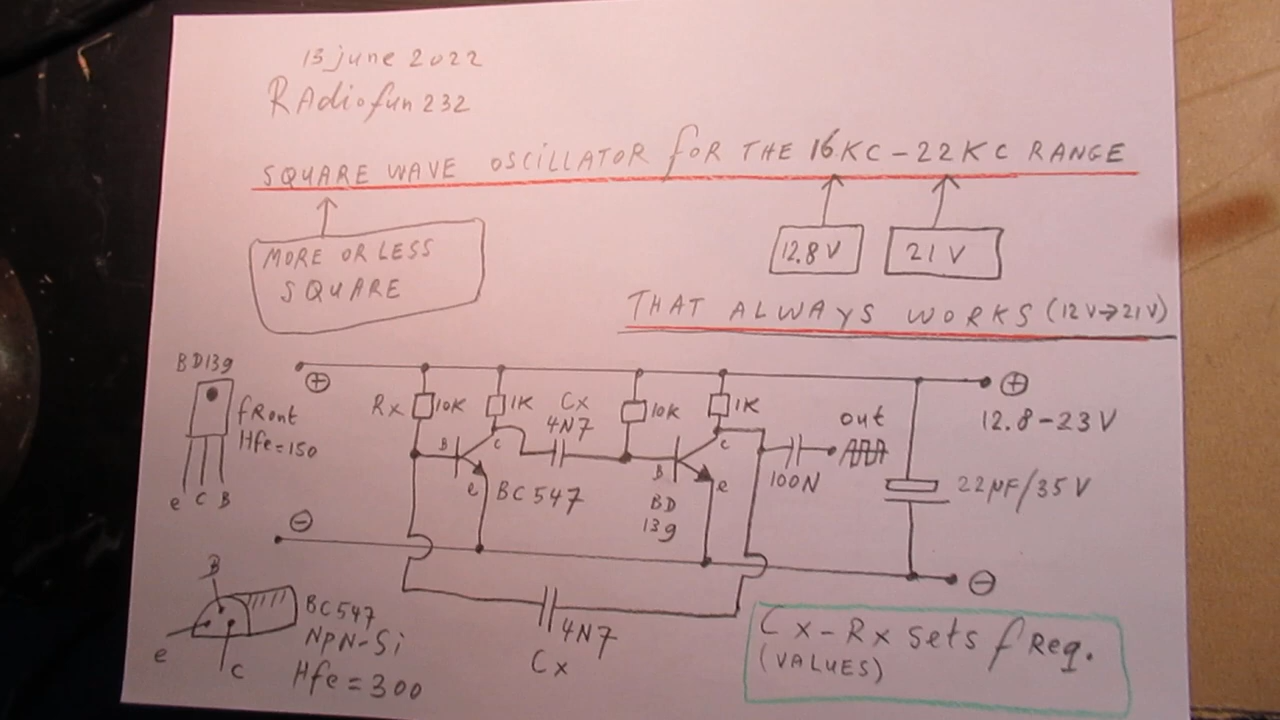 13 june 2022
RAdiofun232
SQUARE WAVE OSCILLATOR foR THE 16KC-22KC RANGE
MORE OR LESS
SQUARE
12.8V
21V
THAT ALWAYS WORKS (12V→21V)
BD139
fRont
Hfe=150
e C B
+
Rx 10K
1K
Cx
4N7
10K
1K
out
+
12.8-23V
B
C
e
BC547
B
C
e
BD
139
100N
22µF/35V
-
-
B
e
C
BC547
NPN-Si
Hfe=300
4N7
Cx
Cx-Rx sets fReq.
(VALUES)